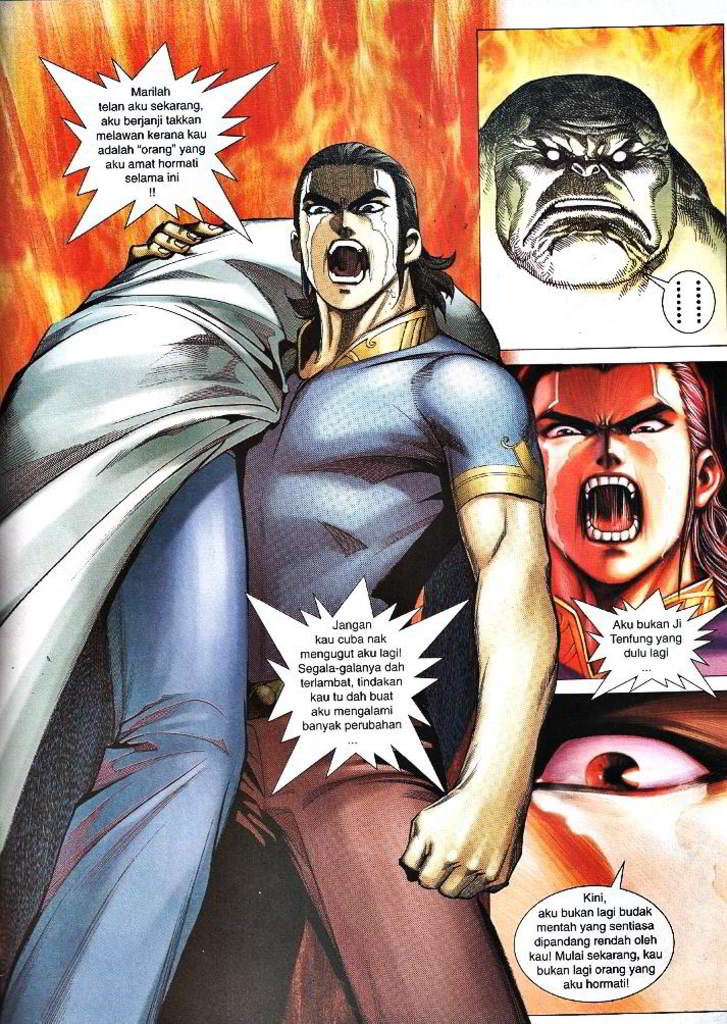 Marilah
telan aku sekarang,
aku berjanji takkan
melawan kerana kau
adalah "orang" yang
aku amat hormati
selama ini
!!
Jangan
kau cuba nak
mengugut aku lagi!
Segala-galanya dah
terlambat, tindakan
kau tu dah buat
aku mengalami
banyak perubahan
...
Aku bukan Ji
Tenfung yang
dulu lagi
...
Kini,
aku bukan lagi budak
mentah yang sentiasa
dipandang rendah oleh
kau! Mulai sekarang, kau
bukan lagi orang yang
aku hormati!